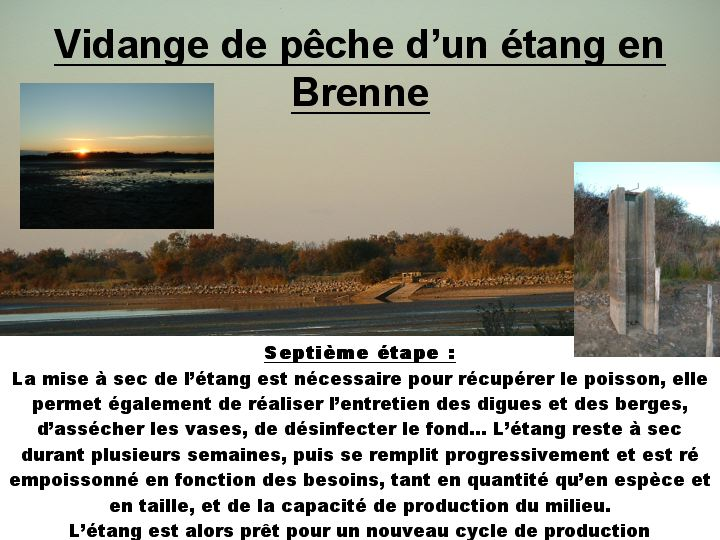 Vidange de pêche d’un étang en
Brenne
Septième étape :
La mise à sec de l’étang est nécessaire pour récupérer le poisson, elle
permet également de réaliser l’entretien des digues et des berges,
d’assécher les vases, de désinfecter le fond... L’étang reste à sec
durant plusieurs semaines, puis se remplit progressivement et est ré
empoissonné en fonction des besoins, tant en quantité qu’en espèce et
en taille, et de la capacité de production du milieu.
L’étang est alors prêt pour un nouveau cycle de production